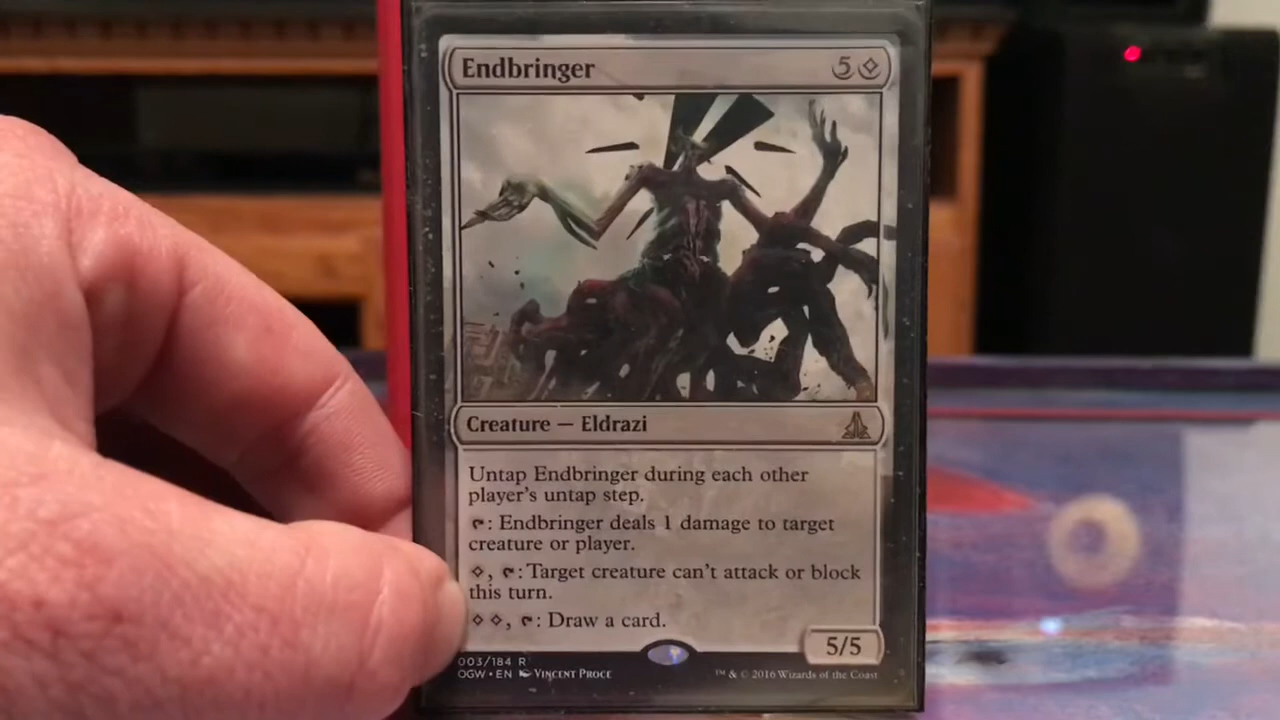 Endbringer 5
Creature — Eldrazi
Untap Endbringer during each other
player's untap step.
: Endbringer deals 1 damage to target
creature or player.
, : Target creature can't attack or block
this turn.
, : Draw a card.
5/5
003/184 R
OGW • EN Vincent Proce
™ & © 2016 Wizards of the Coast